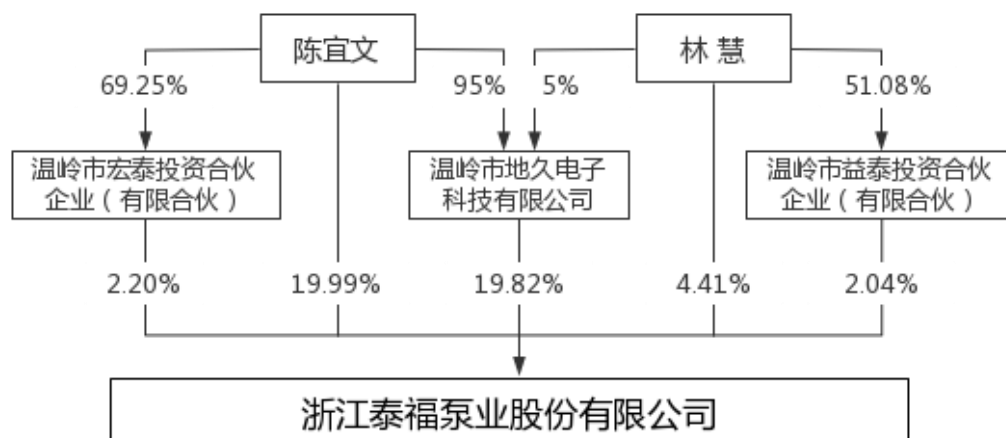 陈宜文
林 慧
69.25%
95%
5%
51.08%
温岭市宏泰投资合伙
企业（有限合伙）
温岭市地久电子
科技有限公司
温岭市益泰投资合伙
企业（有限合伙）
2.20%
19.99%
19.82%
4.41%
2.04%
浙江泰福泵业股份有限公司